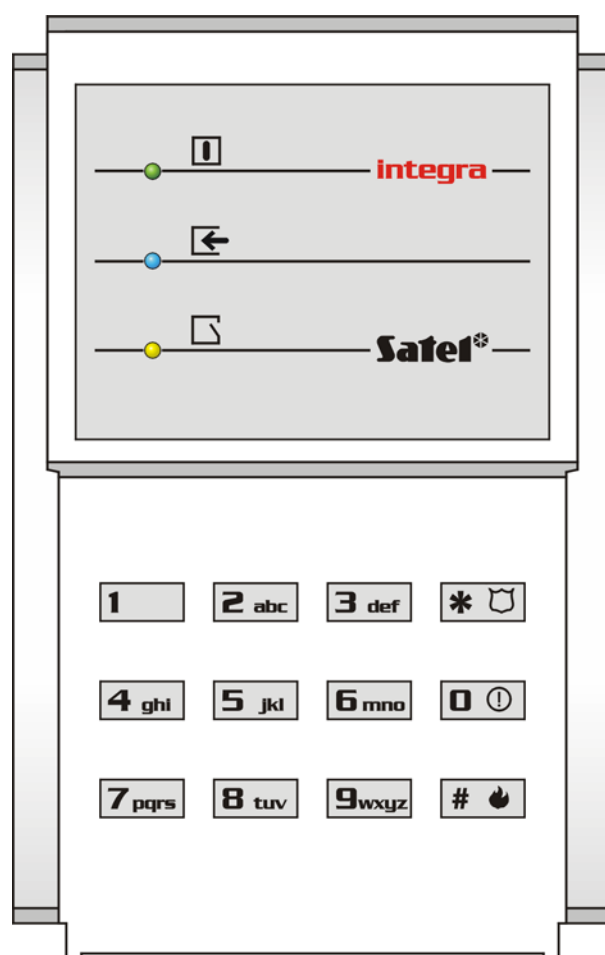 integra
Satel*
1 2 abc 3 def *
4 ghi 5 jkl 6 mno 0 !
7 pqrs 8 tuv 9 wxyz #